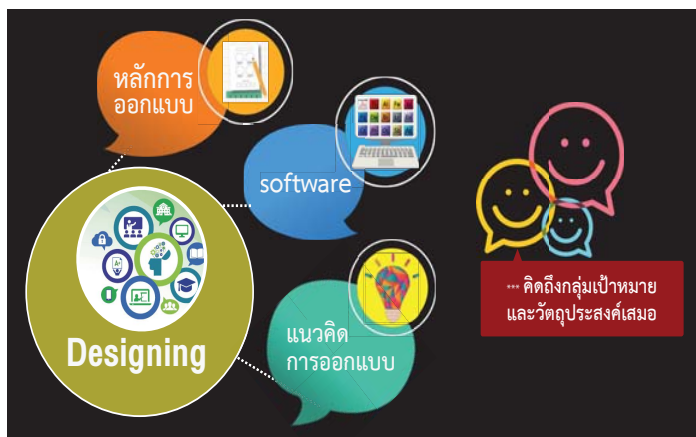 หลักการ
ออกแบบ
software
Designing
แนวคิด
การออกแบบ
*** คิดถึงกลุ่มเป้าหมาย
และวัตถุประสงค์เสมอ